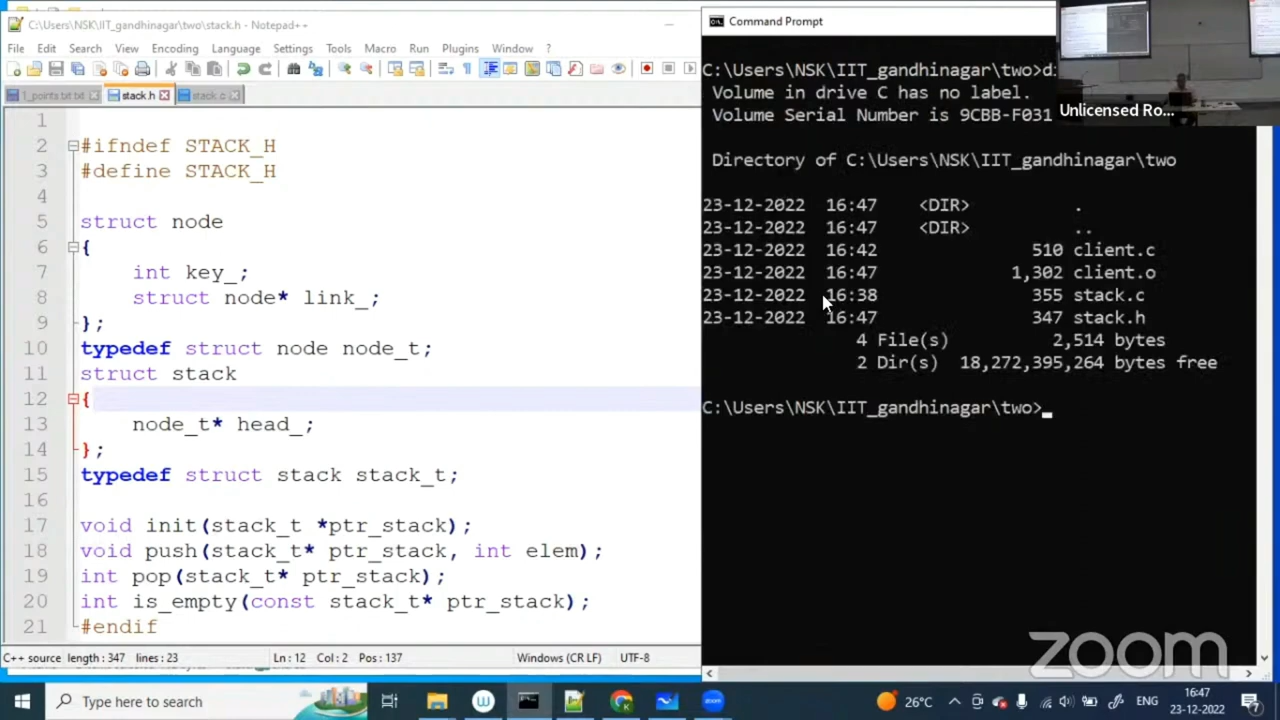 C:\Users\NSK\IIT_gandhinagar\two\stack.h - Notepad++
File Edit Search View Encoding Language Settings Tools Macro Run Plugins Window ?
1_points.txt.txt stack.h stack.c
1
2 #ifndef STACK_H
3 #define STACK_H
4
5 struct node
6 {
7 int key_;
8 struct node* link_;
9 };
10 typedef struct node node_t;
11 struct stack
12 {
13 node_t* head_;
14 };
15 typedef struct stack stack_t;
16
17 void init(stack_t *ptr_stack);
18 void push(stack_t* ptr_stack, int elem);
19 int pop(stack_t* ptr_stack);
20 int is_empty(const stack_t* ptr_stack);
21 #endif
C++ source length : 347 lines : 23 Ln : 12 Col : 2 Pos : 137 Windows (CR LF) UTF-8
Command Prompt
C:\Users\NSK\IIT_gandhinagar\two>di
Volume in drive C has no label.
Volume Serial Number is 9CBB-F031
Directory of C:\Users\NSK\IIT_gandhinagar\two
23-12-2022 16:47 <DIR> .
23-12-2022 16:47 <DIR> ..
23-12-2022 16:42 510 client.c
23-12-2022 16:47 1,302 client.o
23-12-2022 16:38 355 stack.c
23-12-2022 16:47 347 stack.h
4 File(s) 2,514 bytes
2 Dir(s) 18,272,395,264 bytes free
C:\Users\NSK\IIT_gandhinagar\two>
Unlicensed Ro...
zoom
Type here to search
zoom
26°C
ENG
16:47
23-12-2022
7